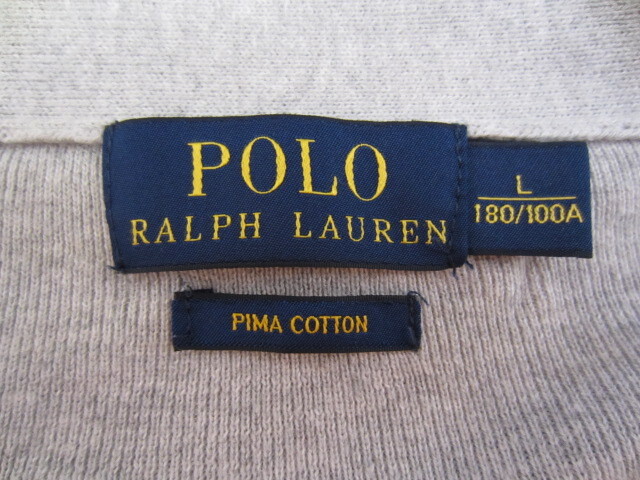 POLO
RALPH LAUREN
L
180/100A
PIMA COTTON